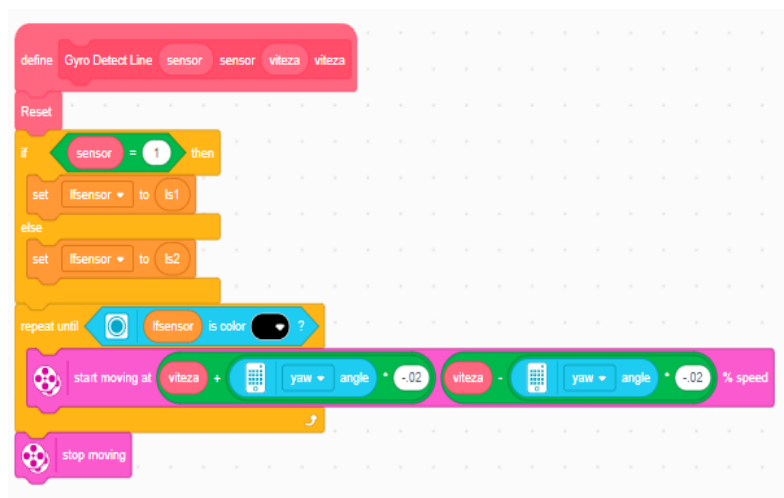 define Gyro Detect Line sensor sensor viteza viteza
Reset
if sensor = 1 then
set lfsensor to ls1
else
set lfsensor to ls2
repeat until lfsensor is color ?
start moving at viteza + yaw angle * -.02 viteza - yaw angle * -.02 % speed
stop moving